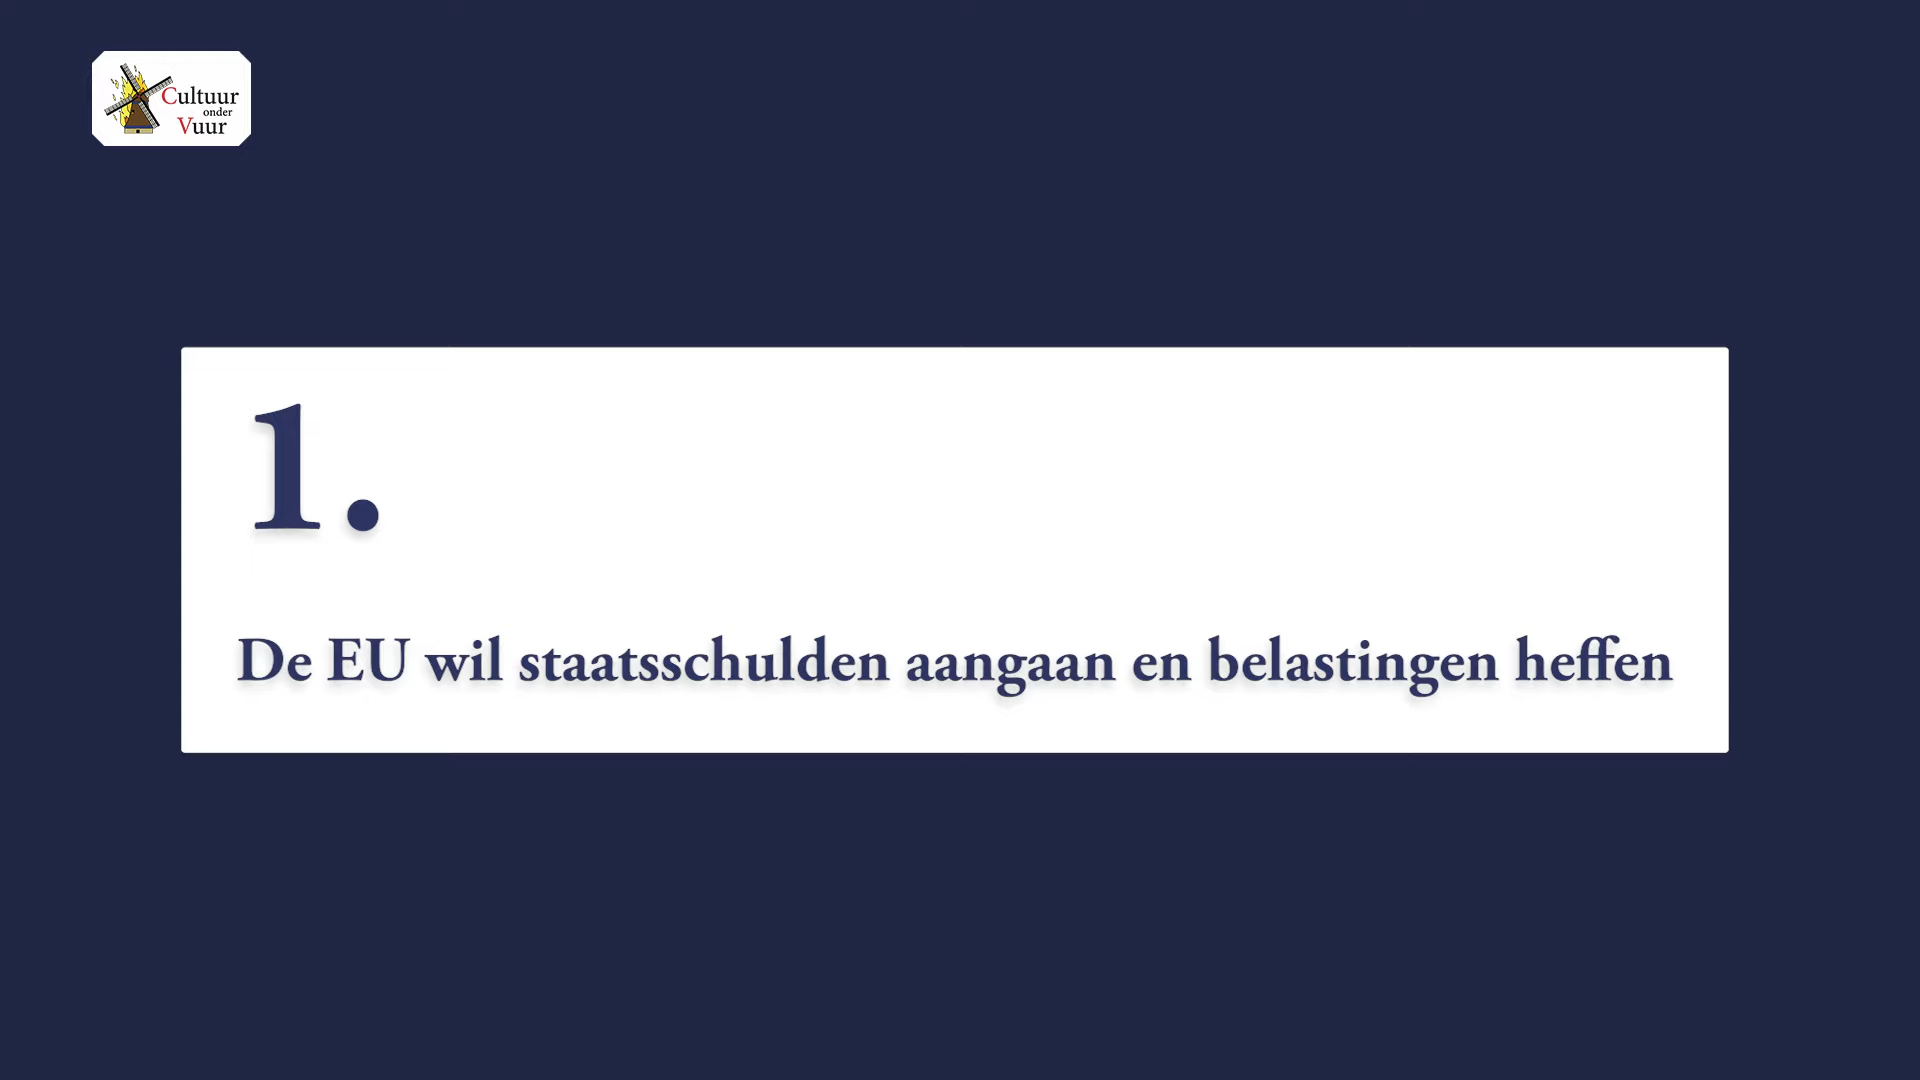 Cultuur
onder
Vuur
1.
De EU wil staatsschulden aangaan en belastingen heffen